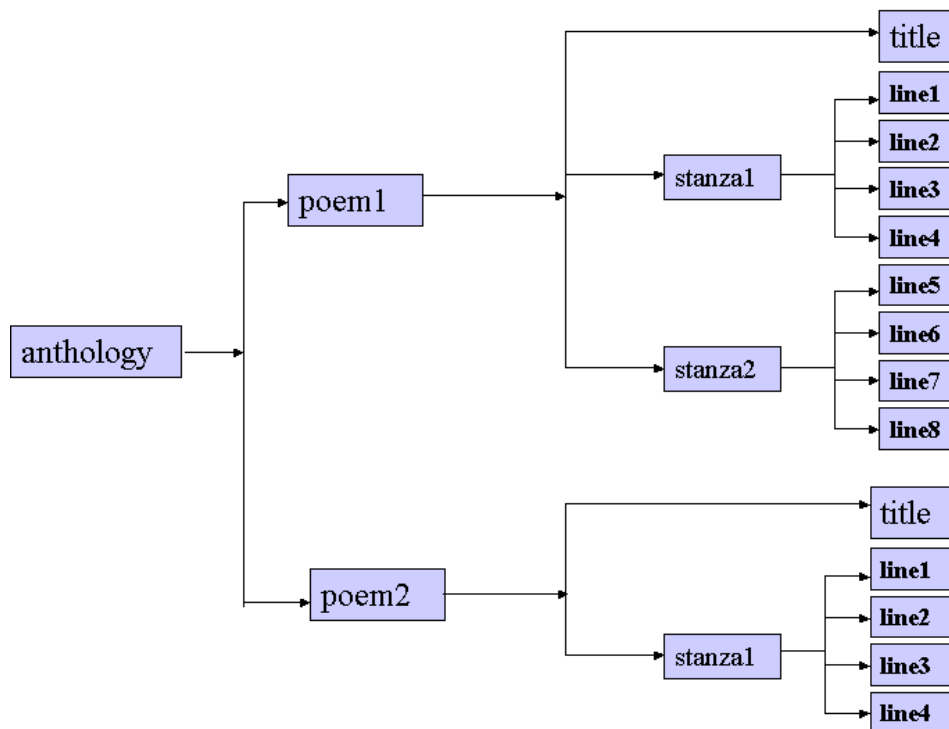 title
line1
line2
stanza1
line3
poem1
line4
line5
line6
anthology
stanza2
line7
line8
title
line1
poem2
line2
stanza1
line3
line4